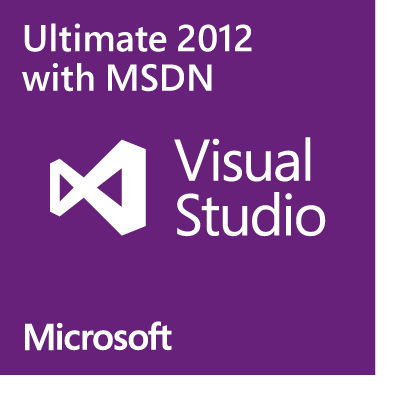 Ultimate 2012
with MSDN
Visual
Studio
Microsoft